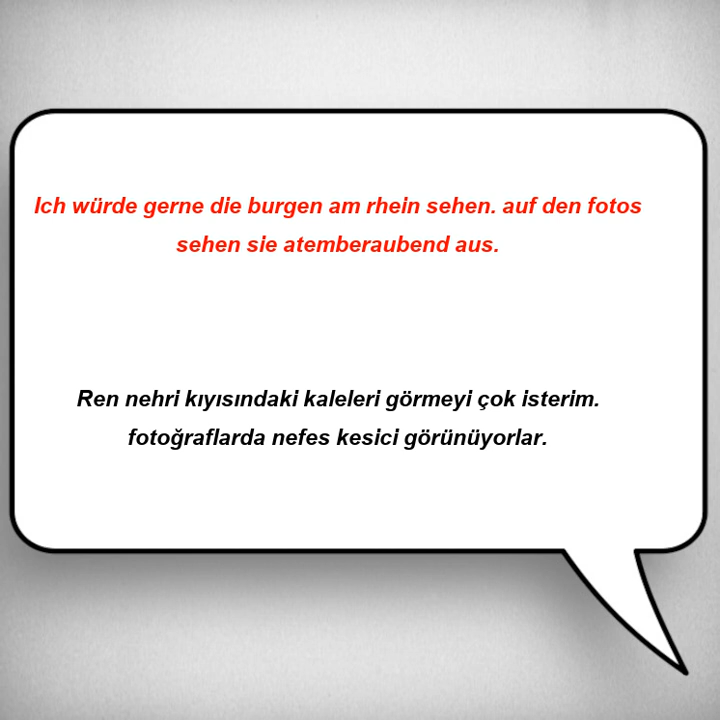 Ich würde gerne die burgen am rhein sehen. auf den fotos
sehen sie atemberaubend aus.
Ren nehri kıyısındaki kaleleri görmeyi çok isterim.
fotoğraflarda nefes kesici görünüyorlar.